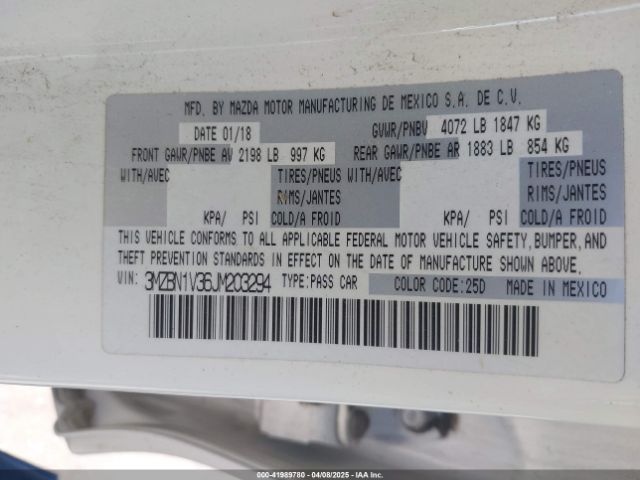 MFD. BY MAZDA MOTOR MANUFACTURING DE MEXICO S.A. DE C.V.
DATE 01/18 GVWR/PNBV 4072 LB 1847 KG
FRONT GAWR/PNBE AV 2198 LB 997 KG REAR GAWR/PNBE AR 1883 LB 854 KG
WITH/AVEC TIRES/PNEUS WITH/AVEC TIRES/PNEUS
RIMS/JANTES RIMS/JANTES
KPA/ PSI COLD/A FROID KPA/ PSI COLD/A FROID
THIS VEHICLE CONFORMS TO ALL APPLICABLE FEDERAL MOTOR VEHICLE SAFETY, BUMPER, AND
THEFT PREVENTION STANDARDS IN EFFECT ON THE DATE OF MANUFACTURE SHOWN ABOVE.
VIN: 3MZBN1V36JM203294 TYPE:PASS CAR COLOR CODE:25D MADE IN MEXICO
000-41989780 - 04/08/2025 - IAA Inc.